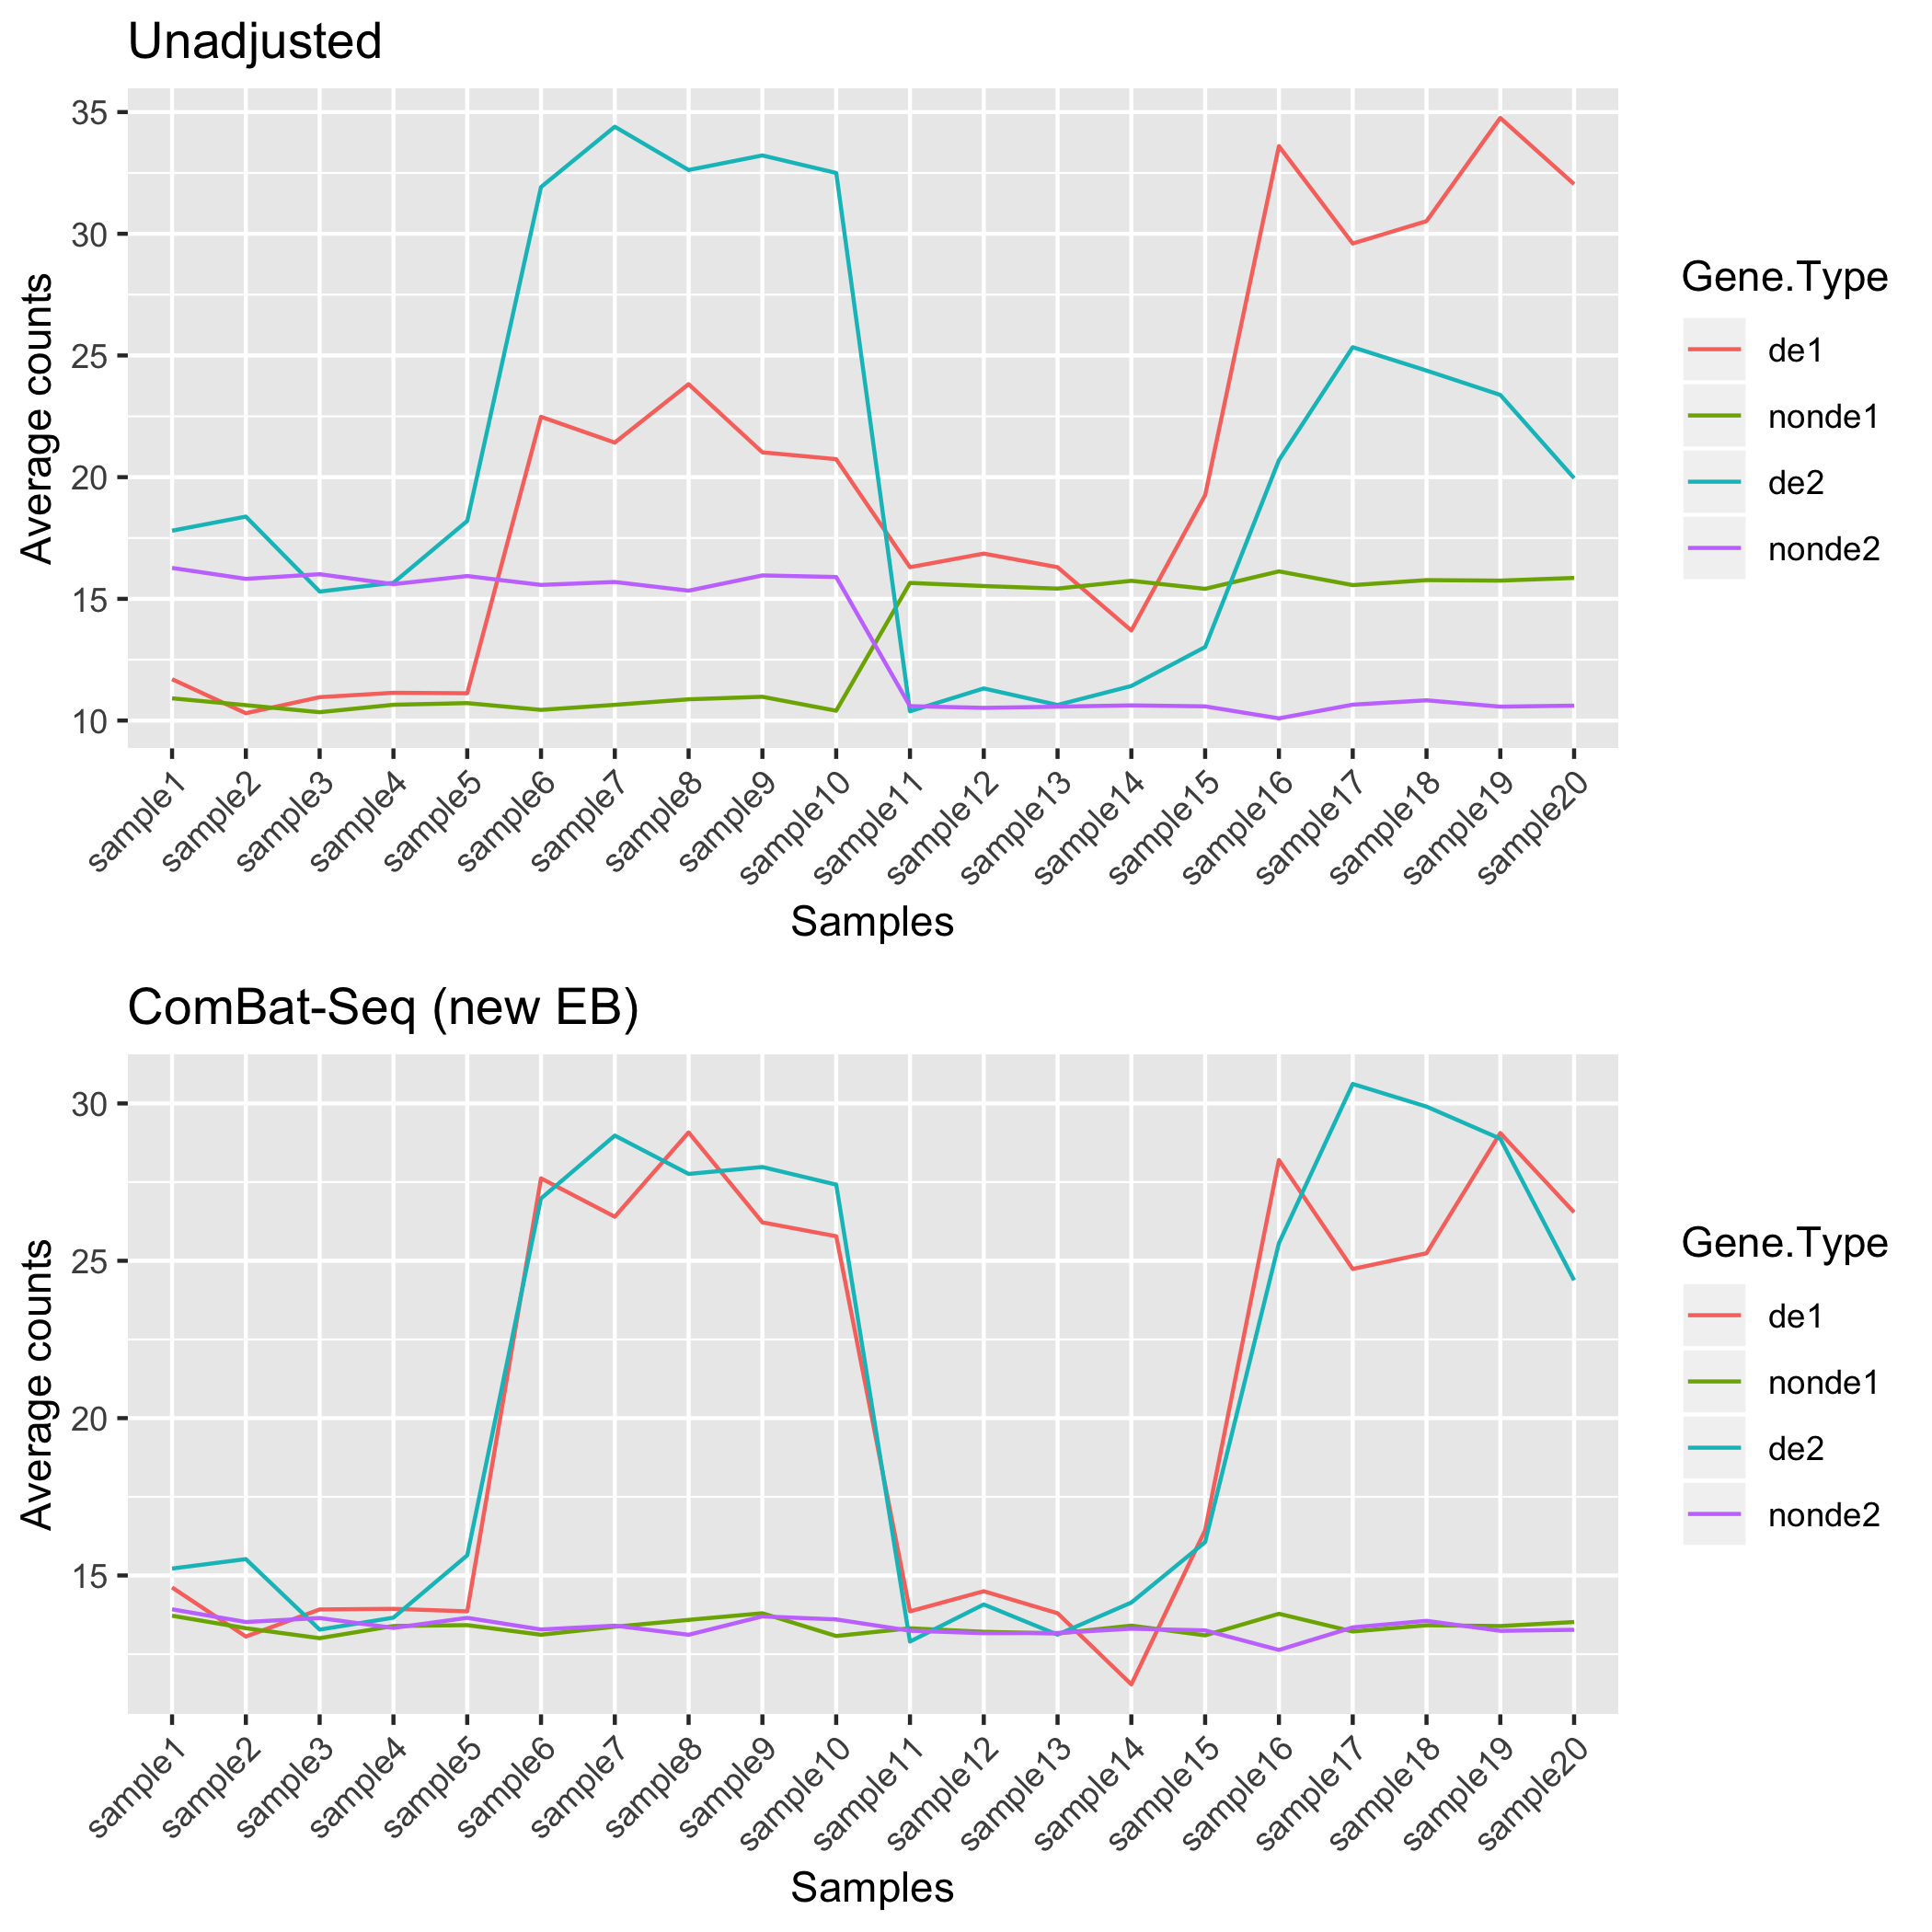 Unadjusted
35
30
25
20
15
10
Average counts
sample1
sample2
sample3
sample4
sample5
sample6
sample7
sample8
sample9
sample10
sample11
sample12
sample13
sample14
sample15
sample16
sample17
sample18
sample19
sample20
Samples
Gene.Type
de1
nonde1
de2
nonde2
ComBat-Seq (new EB)
30
25
20
15
Average counts
sample1
sample2
sample3
sample4
sample5
sample6
sample7
sample8
sample9
sample10
sample11
sample12
sample13
sample14
sample15
sample16
sample17
sample18
sample19
sample20
Samples
Gene.Type
de1
nonde1
de2
nonde2